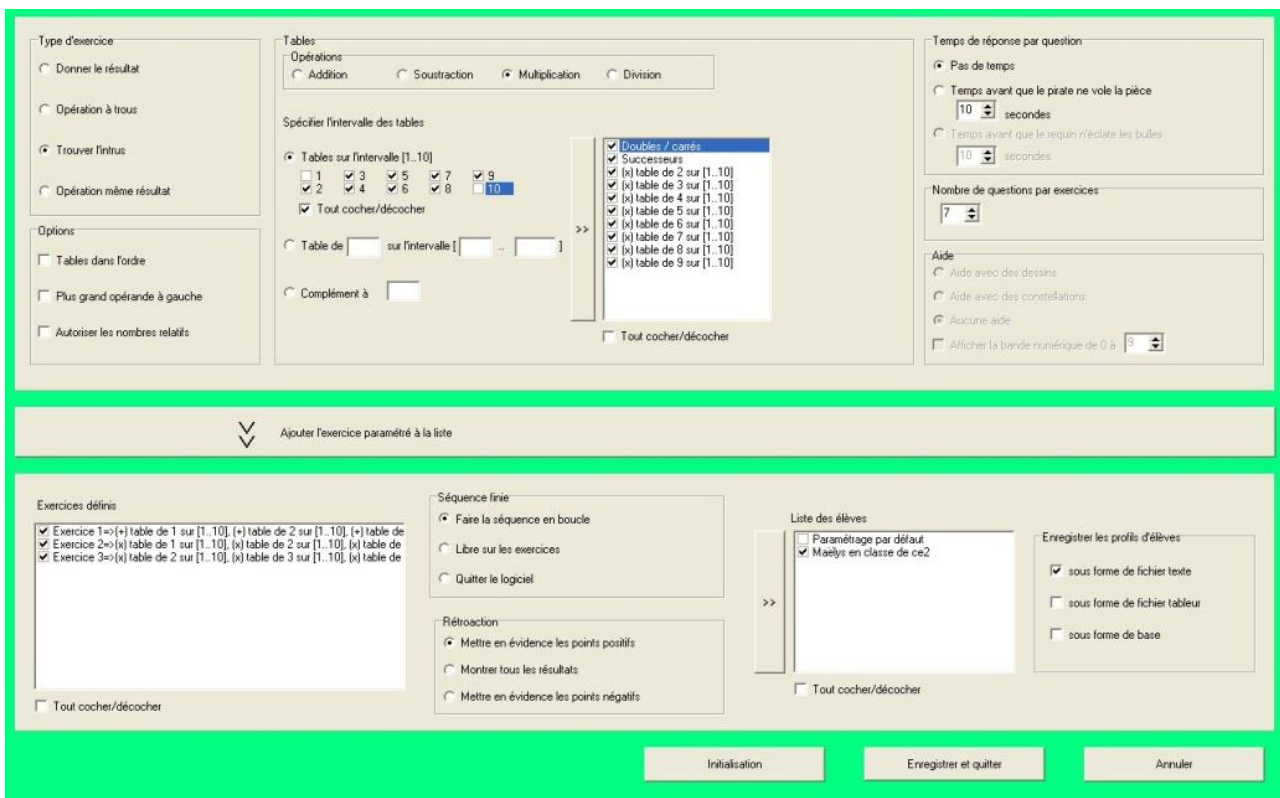 Type d'exercice
Donner le résultat
Opération à trous
Trouver l'intrus
Opération même résultat
Options
Tables dans l'ordre
Plus grand opérande à gauche
Autoriser les nombres relatifs
Tables
Opérations
Addition Soustraction Multiplication Division
Spécifier l'intervalle des tables
Tables sur l'intervalle [1..10]
1 3 5 7 9
2 4 6 8 10
Tout cocher/décocher
Table de sur l'intervalle [ .. ]
Complément à
>>
Doubles / carrés
Successeurs
(x) table de 2 sur [1..10]
(x) table de 3 sur [1..10]
(x) table de 4 sur [1..10]
(x) table de 5 sur [1..10]
(x) table de 6 sur [1..10]
(x) table de 7 sur [1..10]
(x) table de 8 sur [1..10]
(x) table de 9 sur [1..10]
Tout cocher/décocher
Temps de réponse par question
Pas de temps
Temps avant que le pirate ne vole la pièce
10 secondes
Temps avant que le requin n'éclate les bulles
10 secondes
Nombre de questions par exercices
7
Aide
Aide avec des dessins
Aide avec des constellations
Aucune aide
Afficher la bande numérique de 0 à 9
Ajouter l'exercice paramétré à la liste
Exercices définis
Exercice 1=>(+) table de 1 sur [1..10], (+) table de 2 sur [1..10], (+) table de
Exercice 2=>(x) table de 1 sur [1..10], (x) table de 2 sur [1..10], (x) table de
Exercice 3=>(x) table de 2 sur [1..10], (x) table de 3 sur [1..10], (x) table de
Tout cocher/décocher
Séquence finie
Faire la séquence en boucle
Libre sur les exercices
Quitter le logiciel
Rétroaction
Mettre en évidence les points positifs
Montrer tous les résultats
Mettre en évidence les points négatifs
>>
Liste des élèves
Paramétrage par défaut
Maëlys en classe de ce2
Tout cocher/décocher
Enregistrer les profils d'élèves
sous forme de fichier texte
sous forme de fichier tableur
sous forme de base
Initialisation
Enregistrer et quitter
Annuler